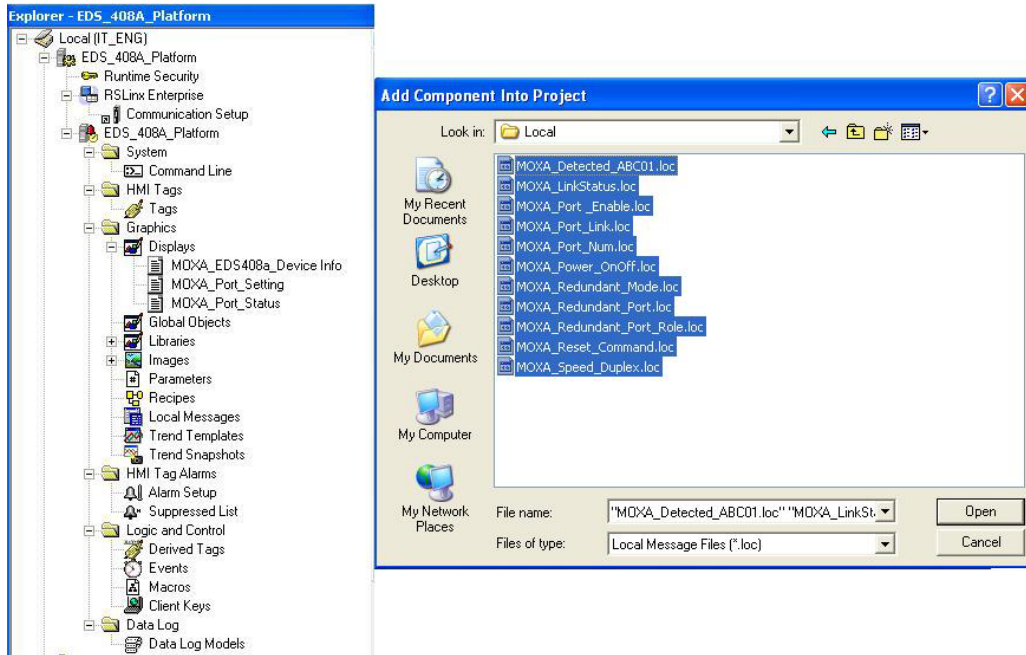 Explorer - EDS_408A_Platform
Local (IT_ENG)
EDS_408A_Platform
Runtime Security
RSLinx Enterprise
Communication Setup
EDS_408A_Platform
System
Command Line
HMI Tags
Tags
Graphics
Displays
MOXA_EDS408a_Device Info
MOXA_Port_Setting
MOXA_Port_Status
Global Objects
Libraries
Images
Parameters
Recipes
Local Messages
Trend Templates
Trend Snapshots
HMI Tag Alarms
Alarm Setup
Suppressed List
Logic and Control
Derived Tags
Events
Macros
Client Keys
Data Log
Data Log Models
Add Component Into Project
Look in:
Local
My Recent
Documents
Desktop
My Documents
My Computer
My Network
Places
MOXA_Detected_ABC01.loc
MOXA_LinkStatus.loc
MOXA_Port _Enable.loc
MOXA_Port_Link.loc
MOXA_Port_Num.loc
MOXA_Power_OnOff.loc
MOXA_Redundant_Mode.loc
MOXA_Redundant_Port.loc
MOXA_Redundant_Port_Role.loc
MOXA_Reset_Command.loc
MOXA_Speed_Duplex.loc
File name:
"MOXA_Detected_ABC01.loc" "MOXA_LinkSt
Open
Files of type:
Local Message Files (*.loc)
Cancel